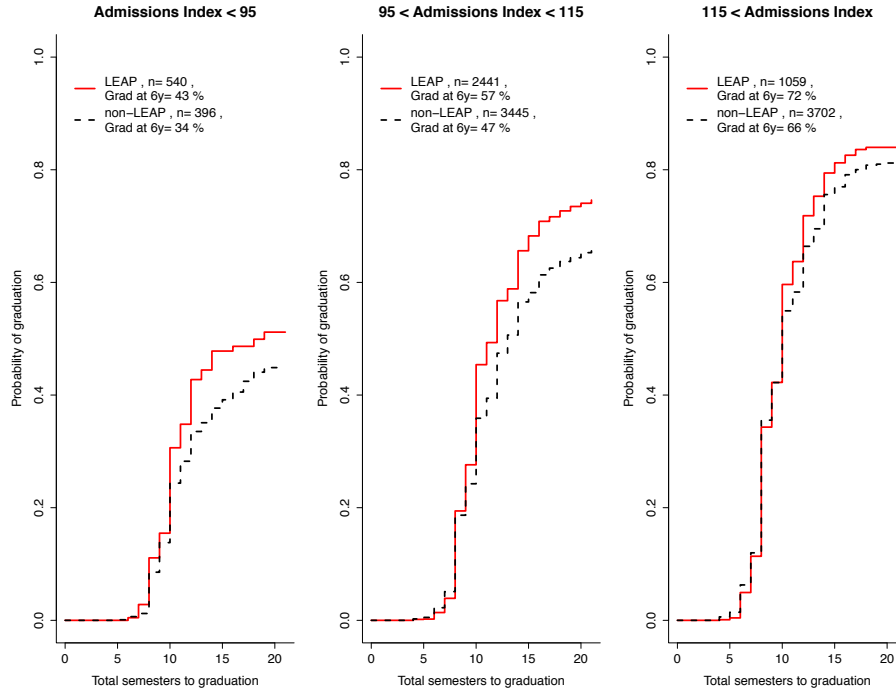 Admissions Index < 95
Probability of graduation
1.0
0.8
0.6
0.4
0.2
0.0
LEAP , n= 540 ,
Grad at 6y= 43 %
non−LEAP , n= 396 ,
Grad at 6y= 34 %
0 5 10 15 20
Total semesters to graduation
95 < Admissions Index < 115
Probability of graduation
1.0
0.8
0.6
0.4
0.2
0.0
LEAP , n= 2441 ,
Grad at 6y= 57 %
non−LEAP , n= 3445 ,
Grad at 6y= 47 %
0 5 10 15 20
Total semesters to graduation
115 < Admissions Index
Probability of graduation
1.0
0.8
0.6
0.4
0.2
0.0
LEAP , n= 1059 ,
Grad at 6y= 72 %
non−LEAP , n= 3702 ,
Grad at 6y= 66 %
0 5 10 15 20
Total semesters to graduation